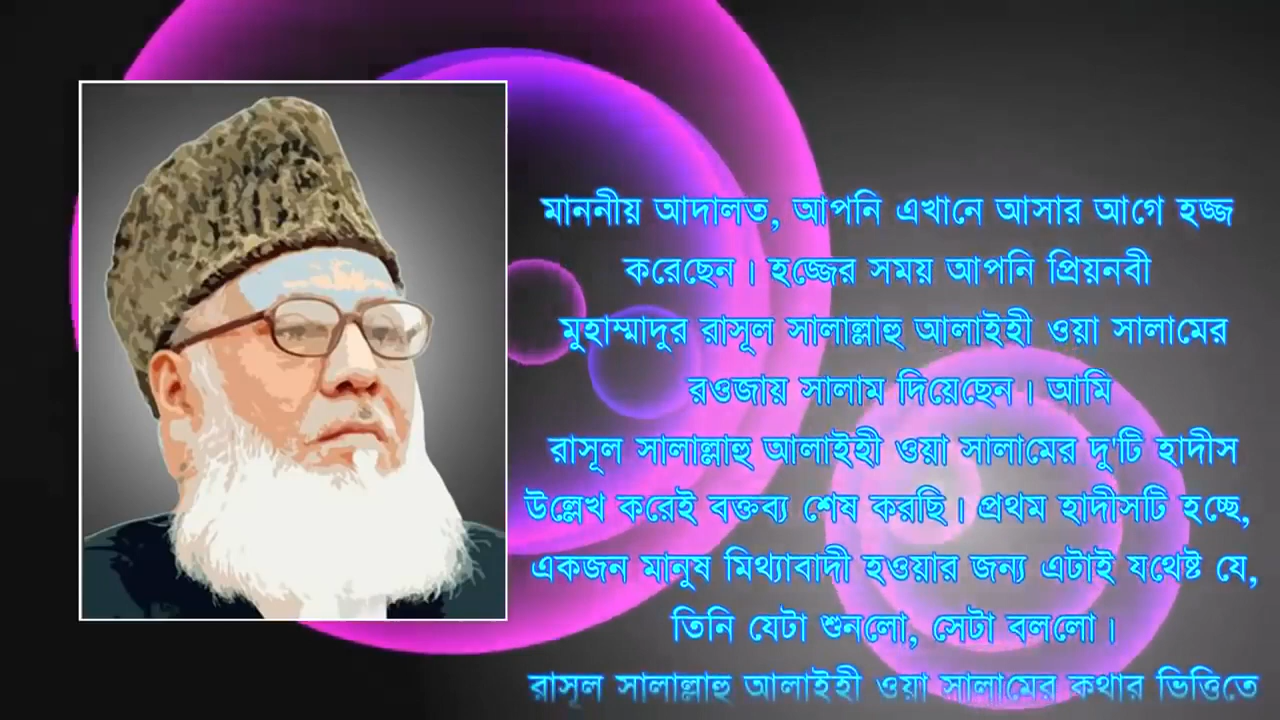 মাননীয় আদালত, আপনি এখানে আসার আগে হজ্জ
করেছেন। হজ্জের সময় আপনি প্রিয়নবী
মুহাম্মাদুর রাসূল সালাল্লাহু আলাইহী ওয়া সালামের
রওজায় সালাম দিয়েছেন। আমি
রাসূল সালাল্লাহু আলাইহী ওয়া সালামের দু'টি হাদীস
উল্লেখ করেই বক্তব্য শেষ করছি। প্রথম হাদীসটি হচ্ছে,
একজন মানুষ মিথ্যাবাদী হওয়ার জন্য এটাই যথেষ্ট যে,
তিনি যেটা শুনলো, সেটা বললো।
রাসূল সালাল্লাহু আলাইহী ওয়া সালামের কথার ভিত্তিতে